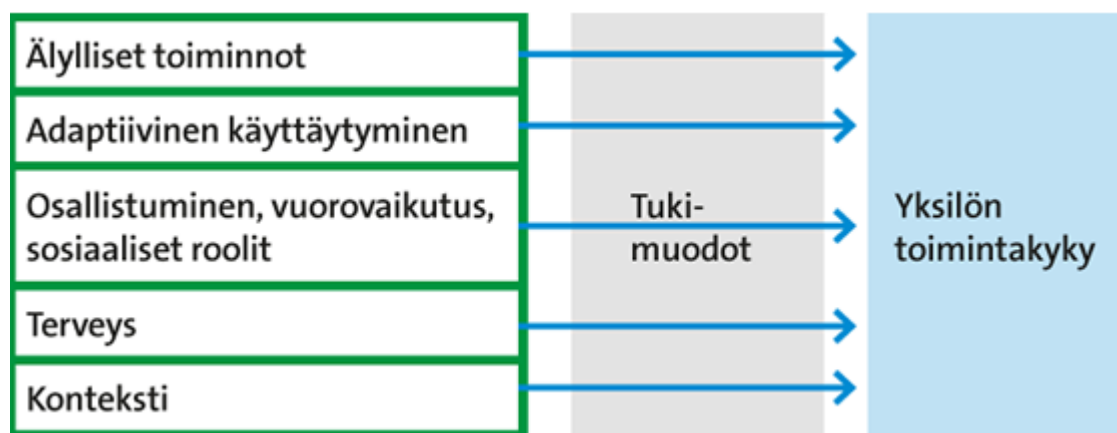 Älylliset toiminnot
Adaptiivinen käyttäytyminen
Osallistuminen, vuorovaikutus,
sosiaaliset roolit
Terveys
Konteksti
Tuki-
muodot
Yksilön
toimintakyky